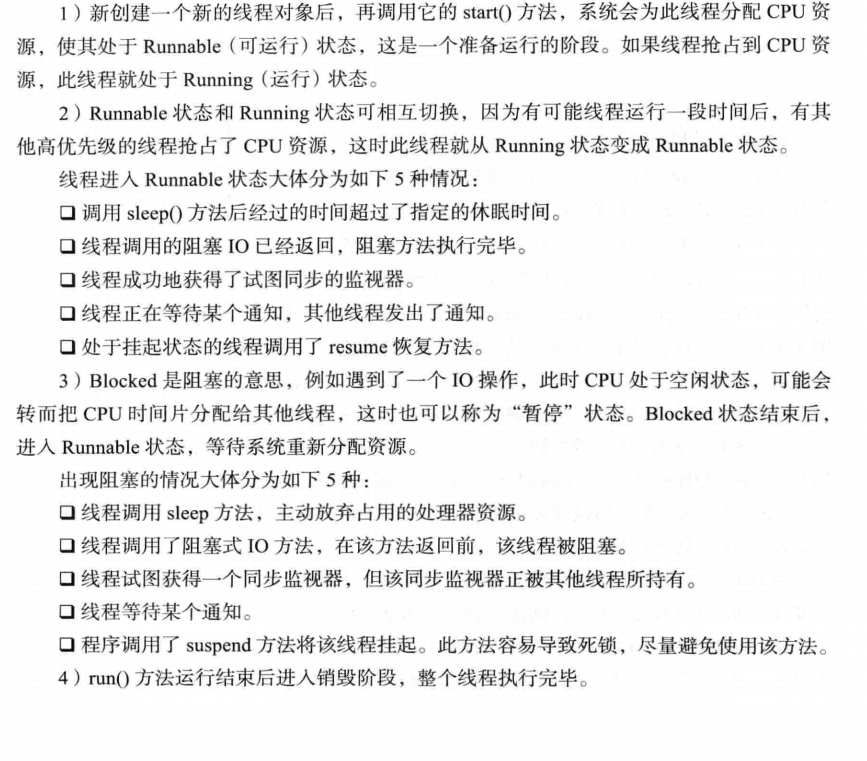 1）新创建一个新的线程对象后，再调用它的 start() 方法，系统会为此线程分配 CPU 资
源，使其处于 Runnable（可运行）状态，这是一个准备运行的阶段。如果线程抢占到 CPU 资
源，此线程就处于 Running（运行）状态。
2）Runnable 状态和 Running 状态可相互切换，因为有可能线程运行一段时间后，有其
他高优先级的线程抢占了 CPU 资源，这时此线程就从 Running 状态变成 Runnable 状态。
线程进入 Runnable 状态大体分为如下 5 种情况：
❑ 调用 sleep() 方法后经过的时间超过了指定的休眠时间。
❑ 线程调用的阻塞 IO 已经返回，阻塞方法执行完毕。
❑ 线程成功地获得了试图同步的监视器。
❑ 线程正在等待某个通知，其他线程发出了通知。
❑ 处于挂起状态的线程调用了 resume 恢复方法。
3）Blocked 是阻塞的意思，例如遇到了一个 IO 操作，此时 CPU 处于空闲状态，可能会
转而把 CPU 时间片分配给其他线程，这时也可以称为“暂停”状态。Blocked 状态结束后，
进入 Runnable 状态，等待系统重新分配资源。
出现阻塞的情况大体分为如下 5 种：
❑ 线程调用 sleep 方法，主动放弃占用的处理器资源。
❑ 线程调用了阻塞式 IO 方法，在该方法返回前，该线程被阻塞。
❑ 线程试图获得一个同步监视器，但该同步监视器正被其他线程所持有。
❑ 线程等待某个通知。
❑ 程序调用了 suspend 方法将该线程挂起。此方法容易导致死锁，尽量避免使用该方法。
4）run() 方法运行结束后进入销毁阶段，整个线程执行完毕。